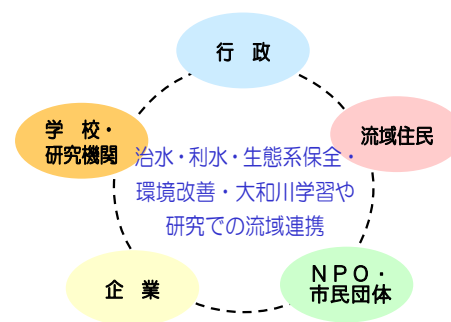 行　政
学　校・
研究機関
流域住民
治水・利水・生態系保全・
環境改善・大和川学習や
研究での流域連携
企　業
ＮＰＯ・
市民団体